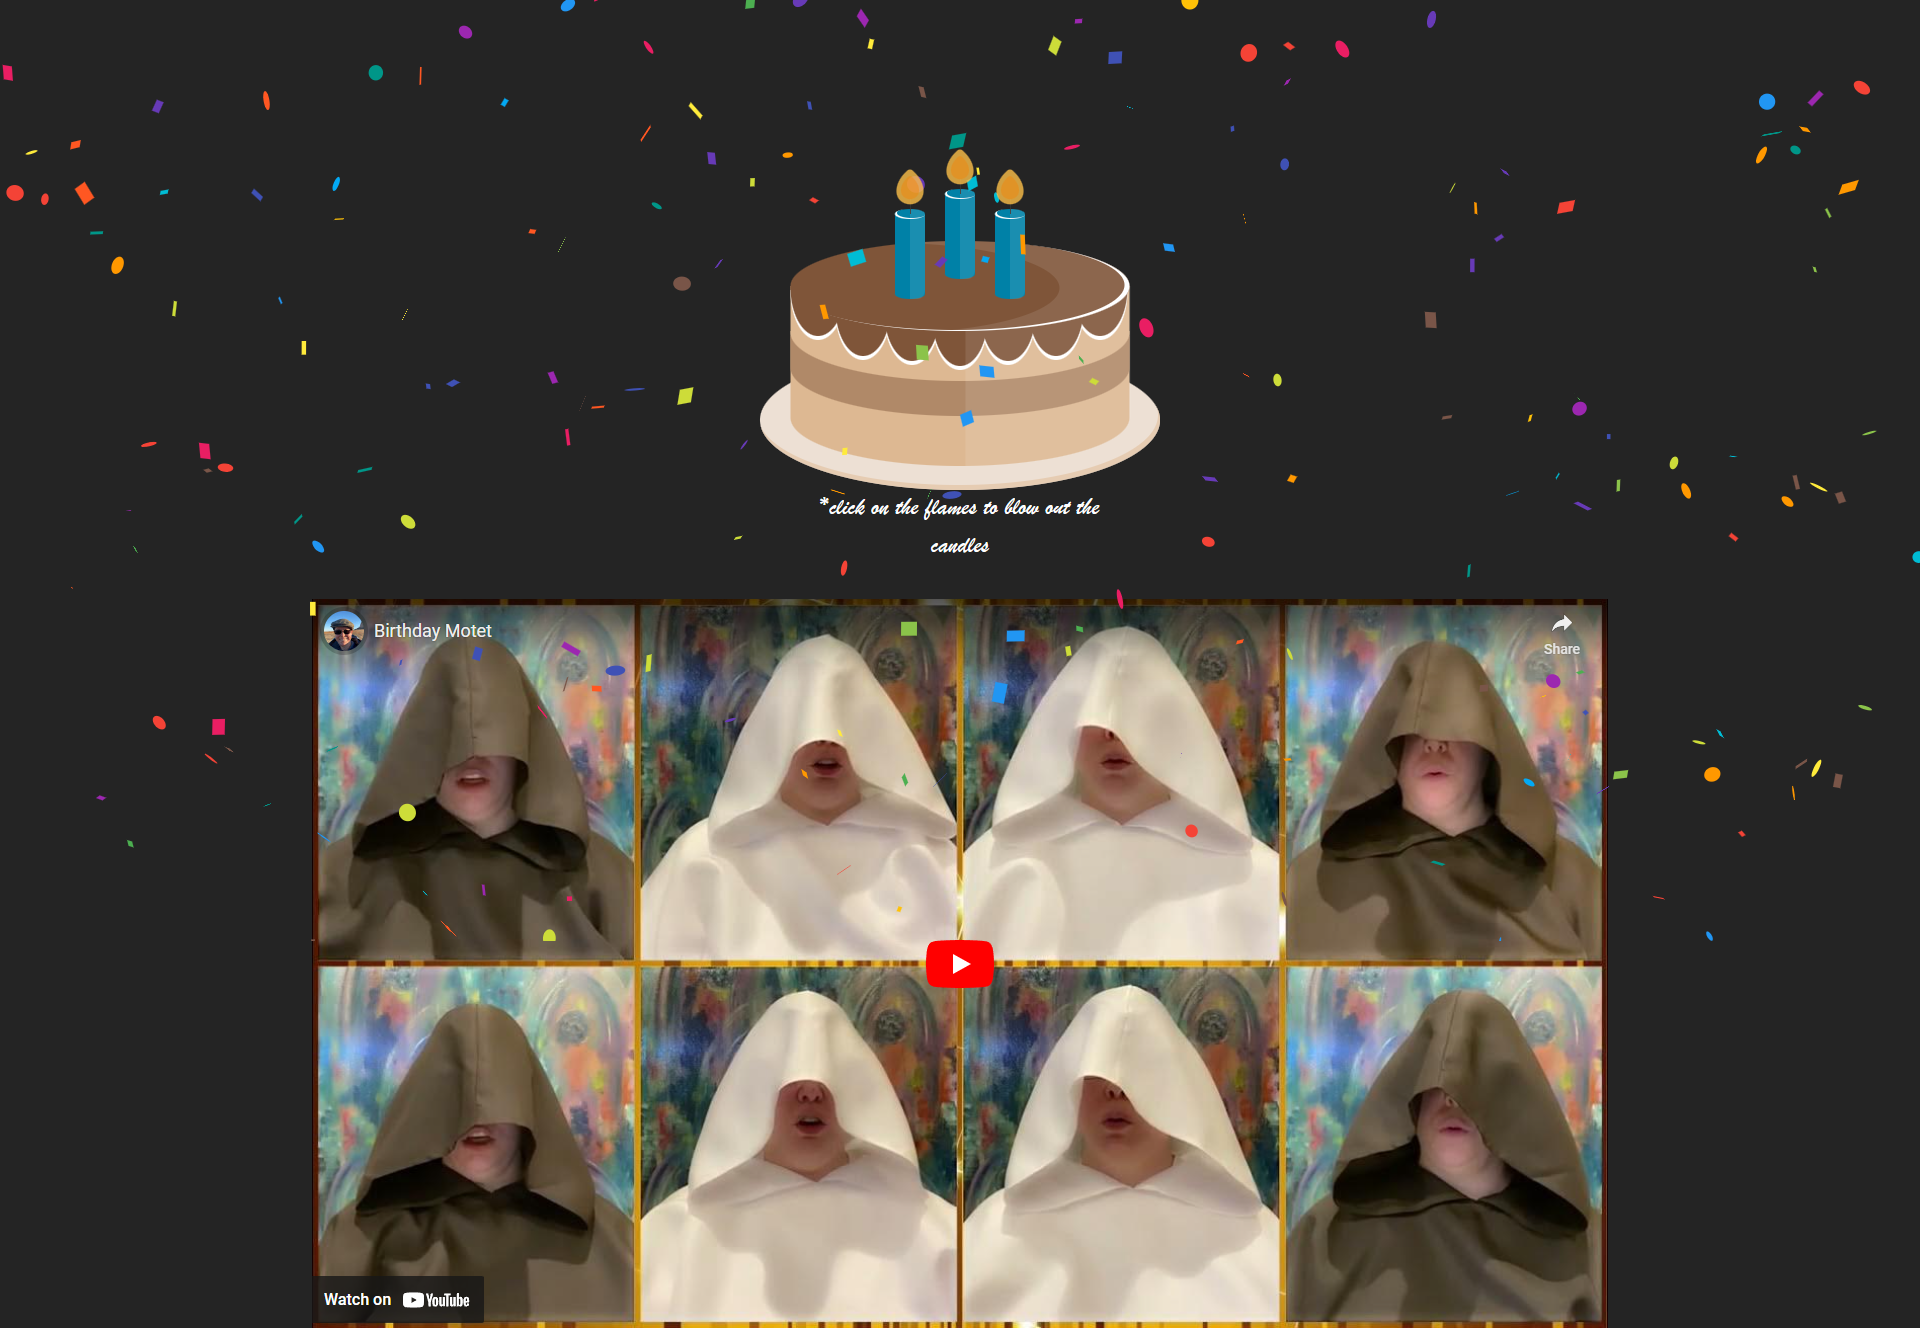 *click on the flames to blow out the
candles
Birthday Motet
Share
Watch on YouTube